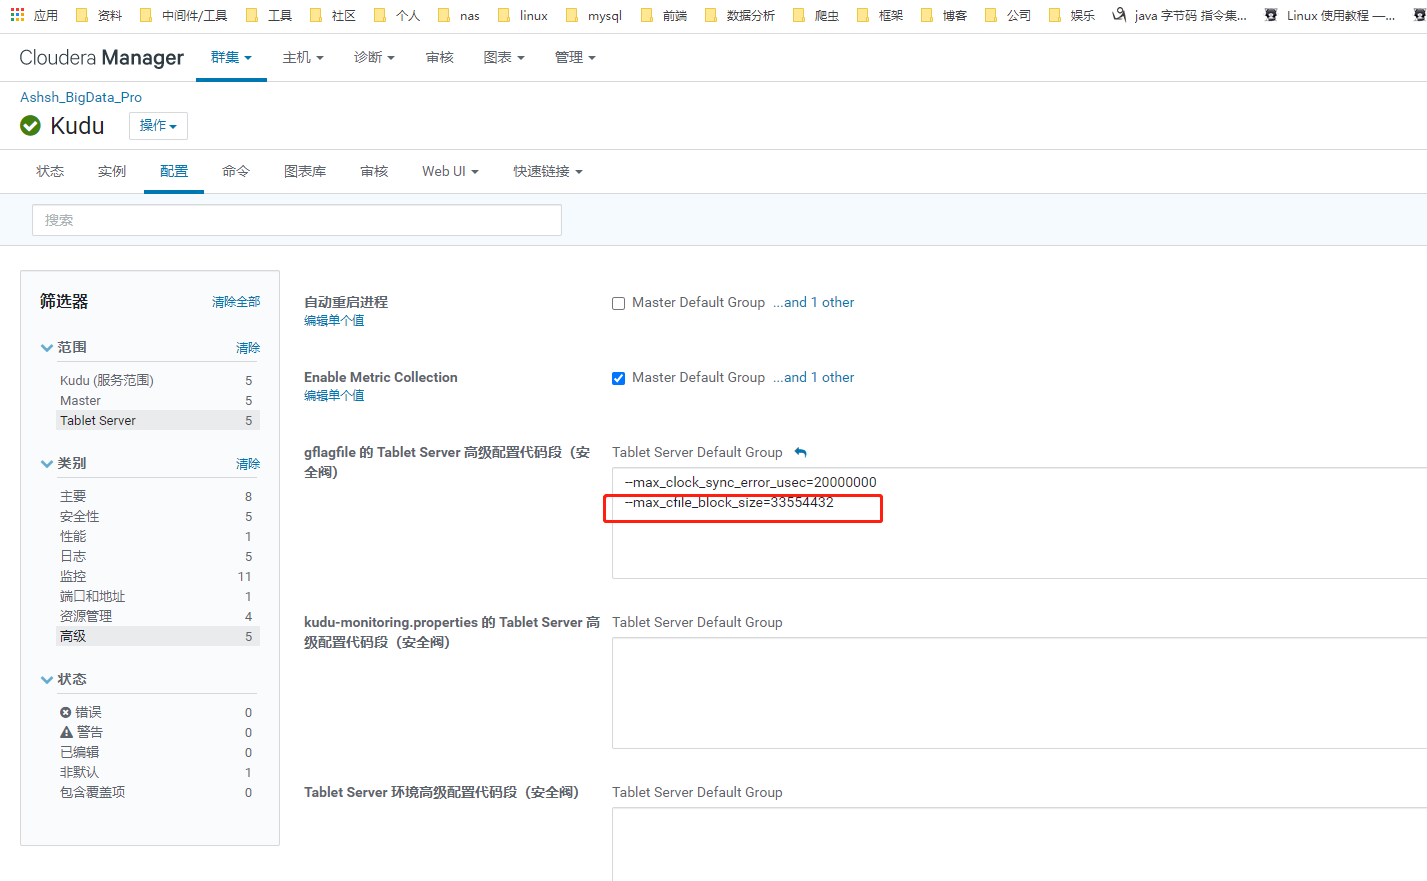 应用 资料 中间件/工具 工具 社区 个人 nas linux mysql 前端 数据分析 爬虫 框架 博客 公司 娱乐 java 字节码 指令集... Linux 使用教程 —...
Cloudera Manager 群集 主机 诊断 审核 图表 管理
Ashsh_BigData_Pro
Kudu 操作
状态 实例 配置 命令 图表库 审核 Web UI 快速链接
搜索
筛选器 清除全部
范围 清除
Kudu (服务范围) 5
Master 5
Tablet Server 5
类别 清除
主要 8
安全性 5
性能 1
日志 5
监控 11
端口和地址 1
资源管理 4
高级 5
状态
错误 0
警告 0
已编辑 0
非默认 1
包含覆盖项 0
自动重启进程
编辑单个值
Master Default Group ...and 1 other
Enable Metric Collection
编辑单个值
Master Default Group ...and 1 other
gflagfile 的 Tablet Server 高级配置代码段（安
全阀）
Tablet Server Default Group
--max_clock_sync_error_usec=20000000
--max_cfile_block_size=33554432
kudu-monitoring.properties 的 Tablet Server 高
级配置代码段（安全阀）
Tablet Server Default Group
Tablet Server 环境高级配置代码段（安全阀）
Tablet Server Default Group